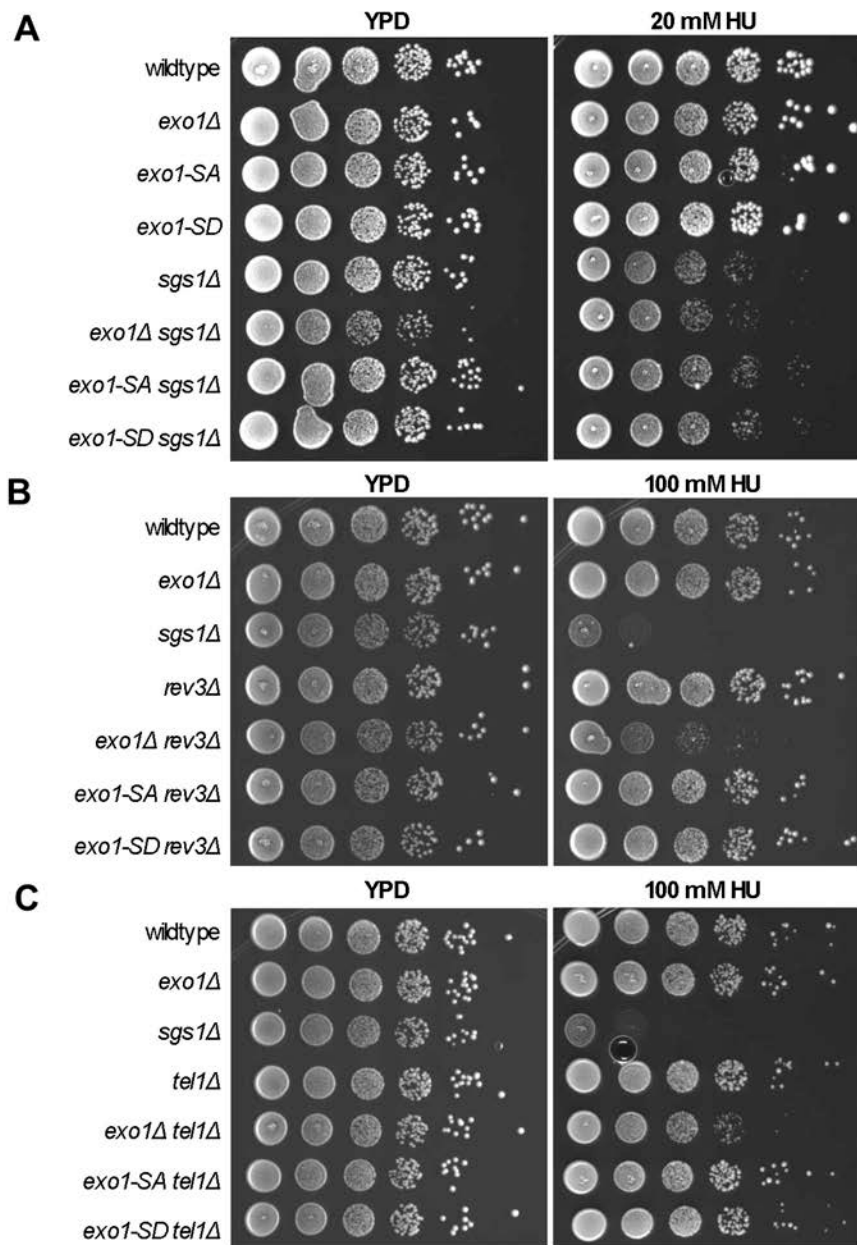 A
YPD
20 mM HU
wildtype
exo1Δ
exo1-SA
exo1-SD
sgs1Δ
exo1Δ sgs1Δ
exo1-SA sgs1Δ
exo1-SD sgs1Δ
B
YPD
100 mM HU
wildtype
exo1Δ
sgs1Δ
rev3Δ
exo1Δ rev3Δ
exo1-SA rev3Δ
exo1-SD rev3Δ
C
YPD
100 mM HU
wildtype
exo1Δ
sgs1Δ
tel1Δ
exo1Δ tel1Δ
exo1-SA tel1Δ
exo1-SD tel1Δ